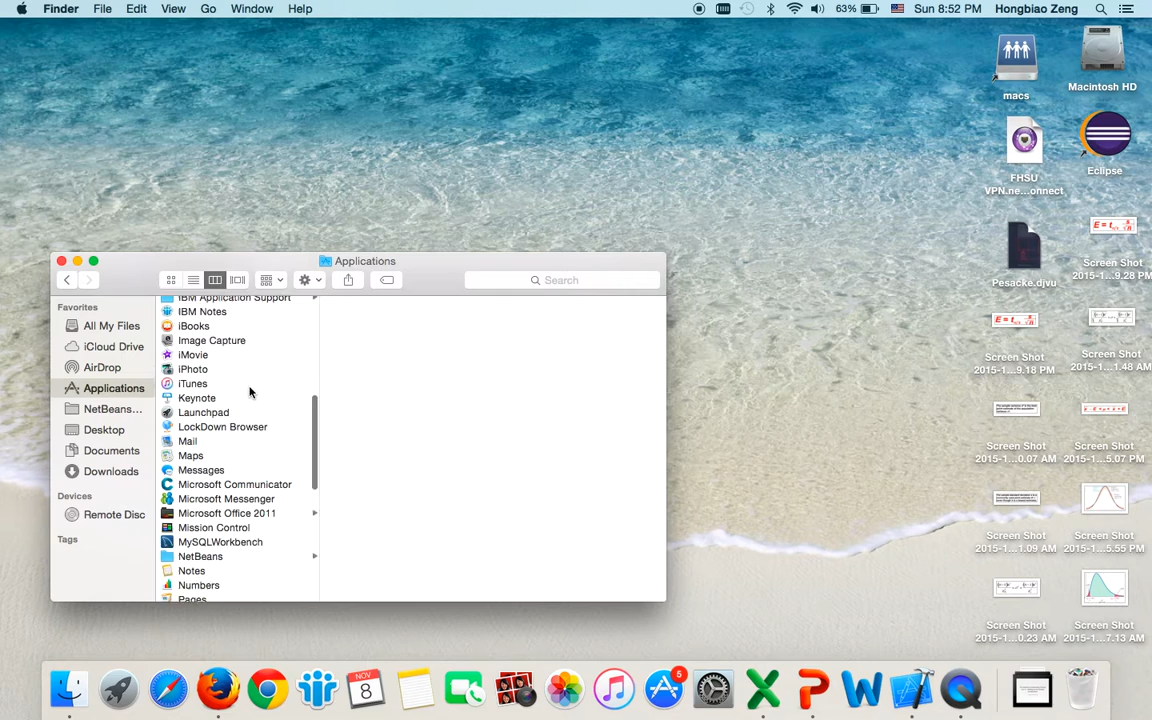 Finder File Edit View Go Window Help 63% Sun 8:52 PM Hongbiao Zeng
macs
Macintosh HD
FHSU
VPN.ne...onnect
Eclipse
Pesacke.djvu
E = t
Screen Shot
2015-1...9.28 PM
Screen Shot
2015-1...9.18 PM
Screen Shot
2015-1...1.48 AM
Screen Shot
2015-1...0.07 AM
Screen Shot
2015-1...5.07 PM
Screen Shot
2015-1...1.09 AM
Screen Shot
2015-1...5.55 PM
Screen Shot
2015-1...0.23 AM
Screen Shot
2015-1...7.13 AM
Applications
Search
Favorites
All My Files
iCloud Drive
AirDrop
Applications
NetBeans...
Desktop
Documents
Downloads
Devices
Remote Disc
Tags
IBM Application Support
IBM Notes
iBooks
Image Capture
iMovie
iPhoto
iTunes
Keynote
Launchpad
LockDown Browser
Mail
Maps
Messages
Microsoft Communicator
Microsoft Messenger
Microsoft Office 2011
Mission Control
MySQLWorkbench
NetBeans
Notes
Numbers
Pages
NOV
8
5